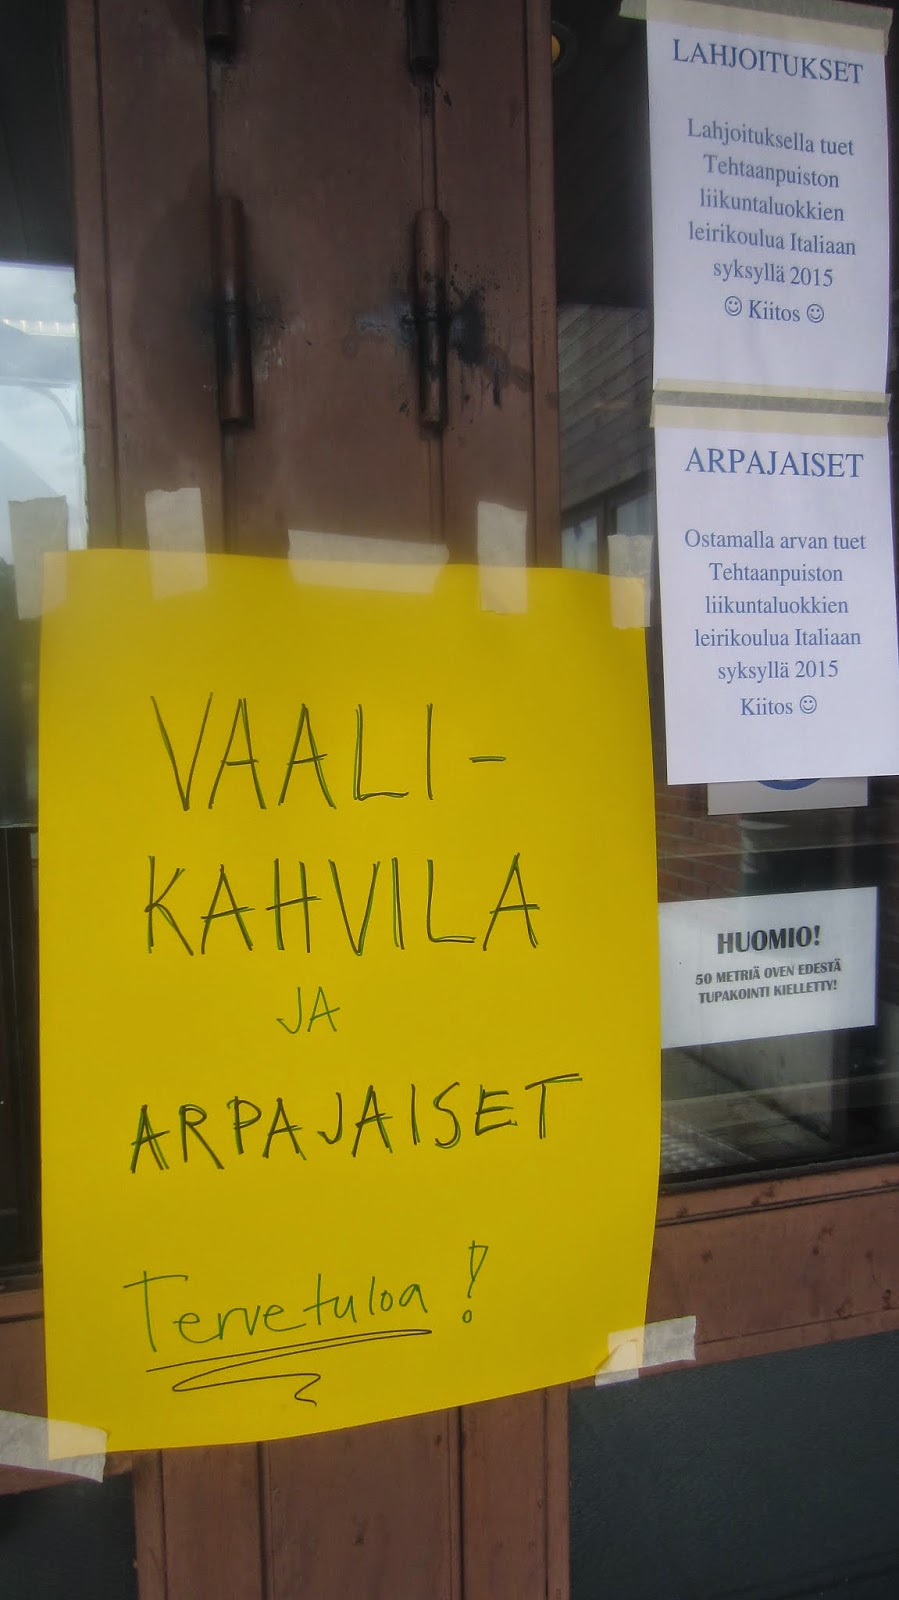 LAHJOITUKSET
Lahjoituksella tuet
Tehtaanpuiston
liikuntaluokkien
leirikoulua Italiaan
syksyllä 2015
☺ Kiitos ☺
ARPAJAISET
Ostamalla arvan tuet
Tehtaanpuiston
liikuntaluokkien
leirikoulua Italiaan
syksyllä 2015
Kiitos ☺
VAALI-
KAHVILA
JA
ARPAJAISET
Tervetuloa!
HUOMIO!
50 METRIÄ OVEN EDESTÄ
TUPAKOINTI KIELLETTY!